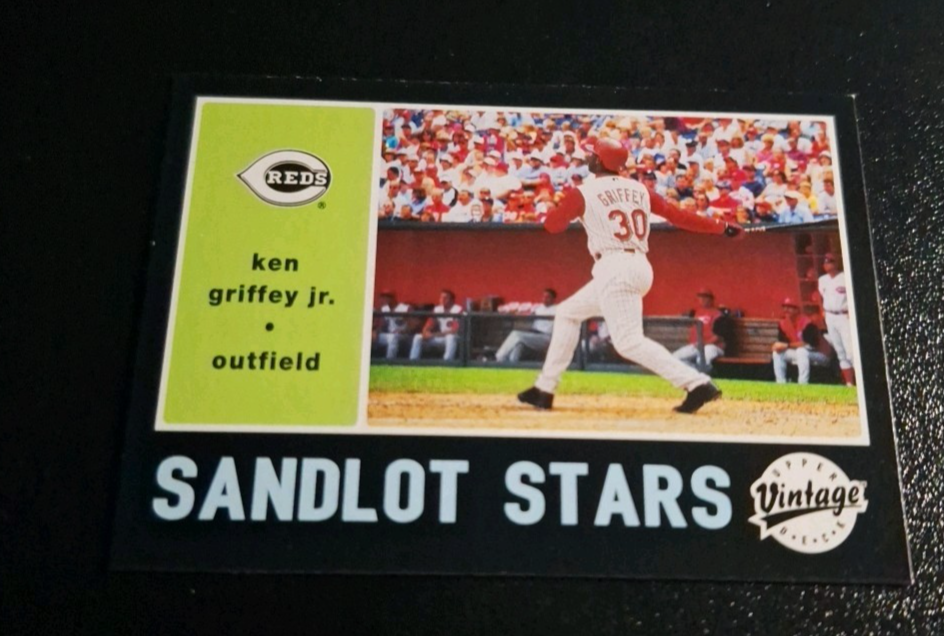 REDS
®
ken
griffey jr.
•
outfield
GRIFFEY
30
SANDLOT STARS
UPPER
Vintage
DECK